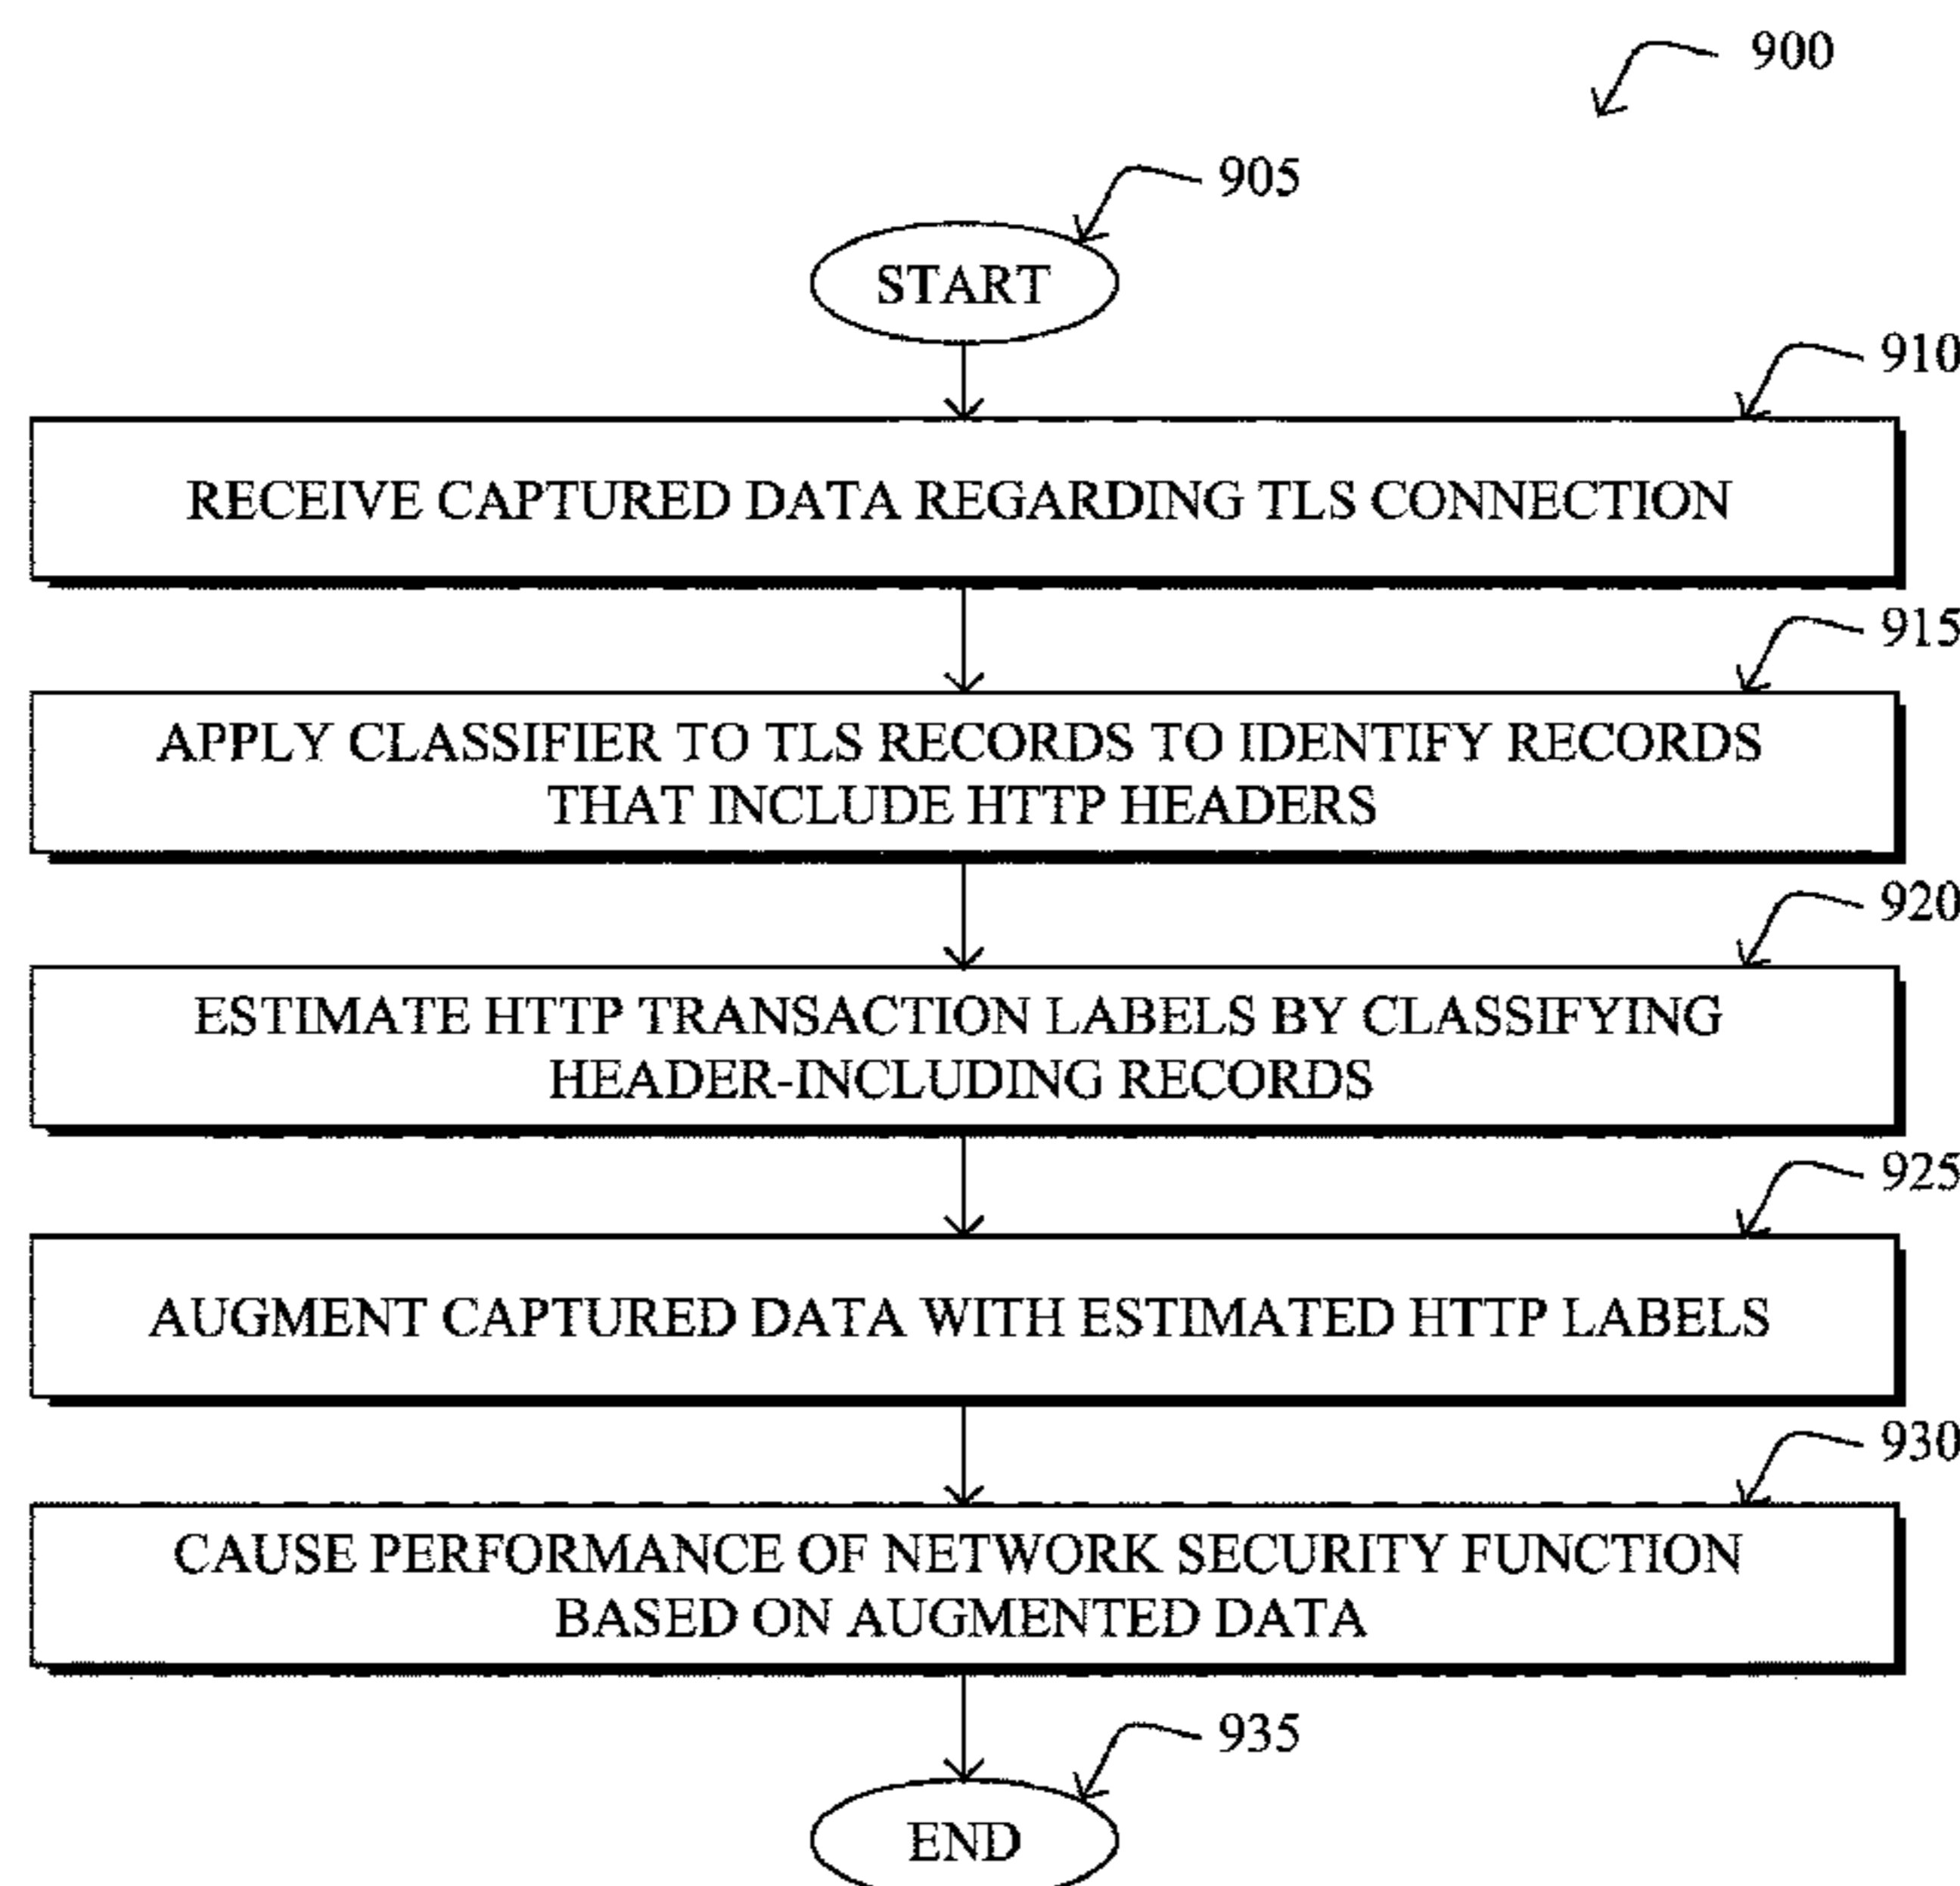 900
905
START
910
RECEIVE CAPTURED DATA REGARDING TLS CONNECTION
915
APPLY CLASSIFIER TO TLS RECORDS TO IDENTIFY RECORDS
THAT INCLUDE HTTP HEADERS
920
ESTIMATE HTTP TRANSACTION LABELS BY CLASSIFYING
HEADER-INCLUDING RECORDS
925
AUGMENT CAPTURED DATA WITH ESTIMATED HTTP LABELS
930
CAUSE PERFORMANCE OF NETWORK SECURITY FUNCTION
BASED ON AUGMENTED DATA
935
END